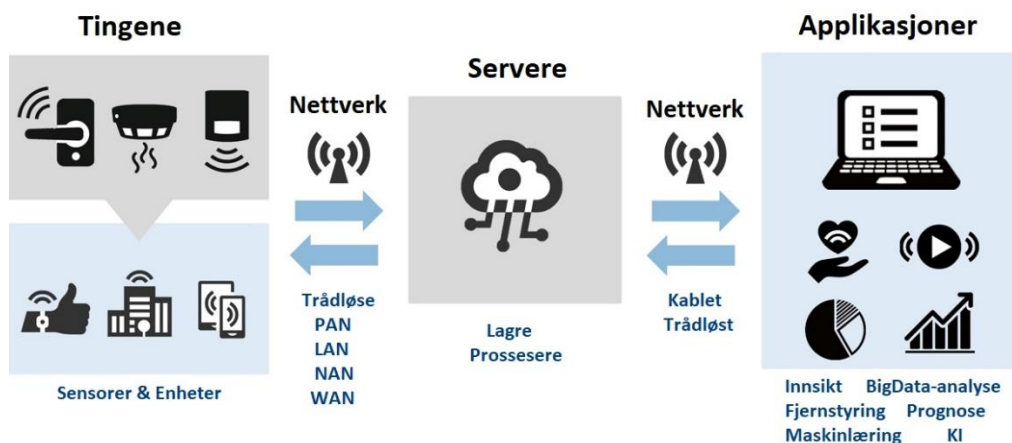 Tingene
Applikasjoner
Servere
Nettverk
Nettverk
Trådløse
PAN
LAN
NAN
WAN
Lagre
Prossesere
Kablet
Trådløst
Sensorer & Enheter
Innsikt BigData-analyse
Fjernstyring Prognose
Maskinlæring KI